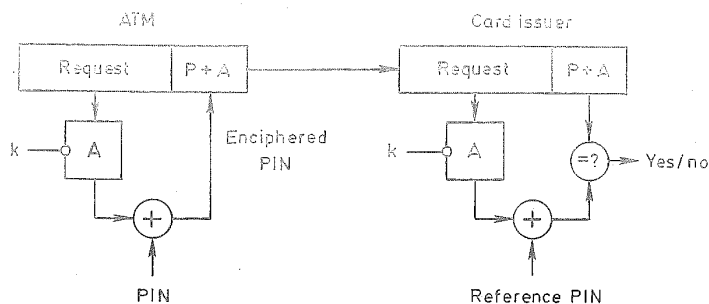 ATM
Card issuer
Request
P+A
Request
P+A
Enciphered
PIN
k
A
k
A
=?
Yes/no
+
+
PIN
Reference PIN